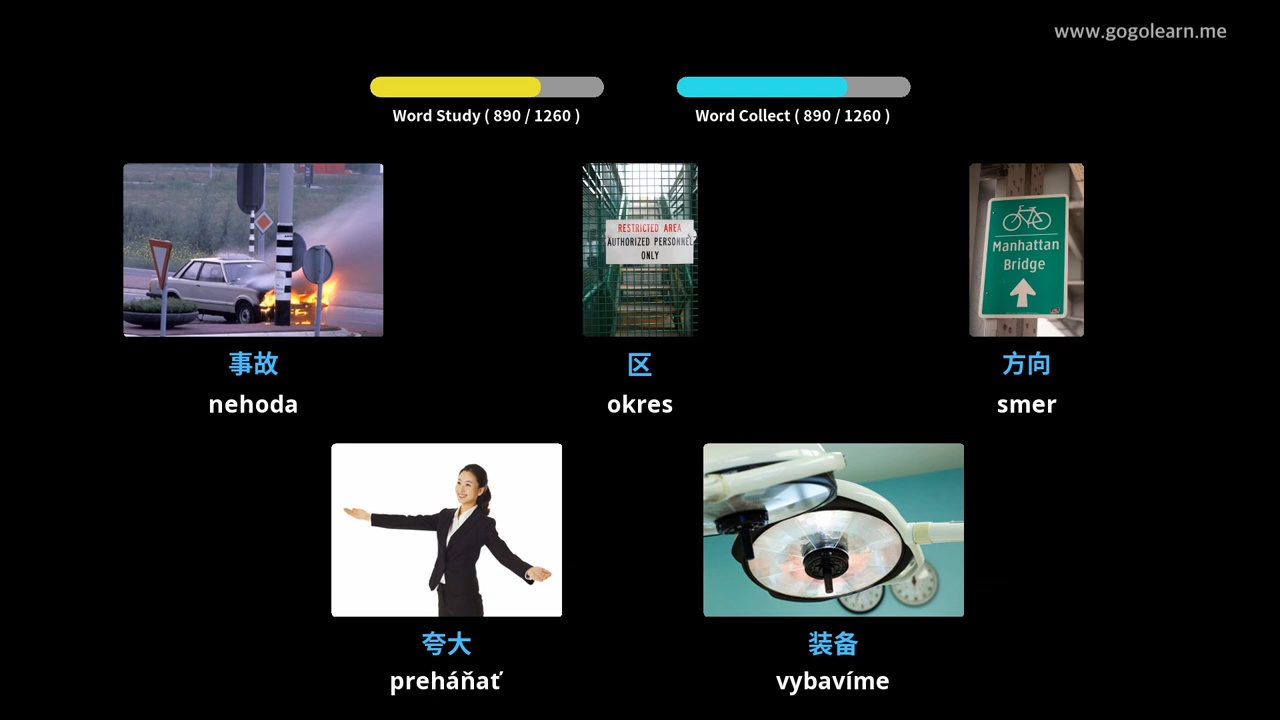 www.gogolearn.me
Word Study ( 890 / 1260 )
Word Collect ( 890 / 1260 )
RESTRICTED AREA
AUTHORIZED PERSONNEL
ONLY
Manhattan
Bridge
事故
区
方向
nehoda
okres
smer
夸大
装备
preháňať
vybavíme